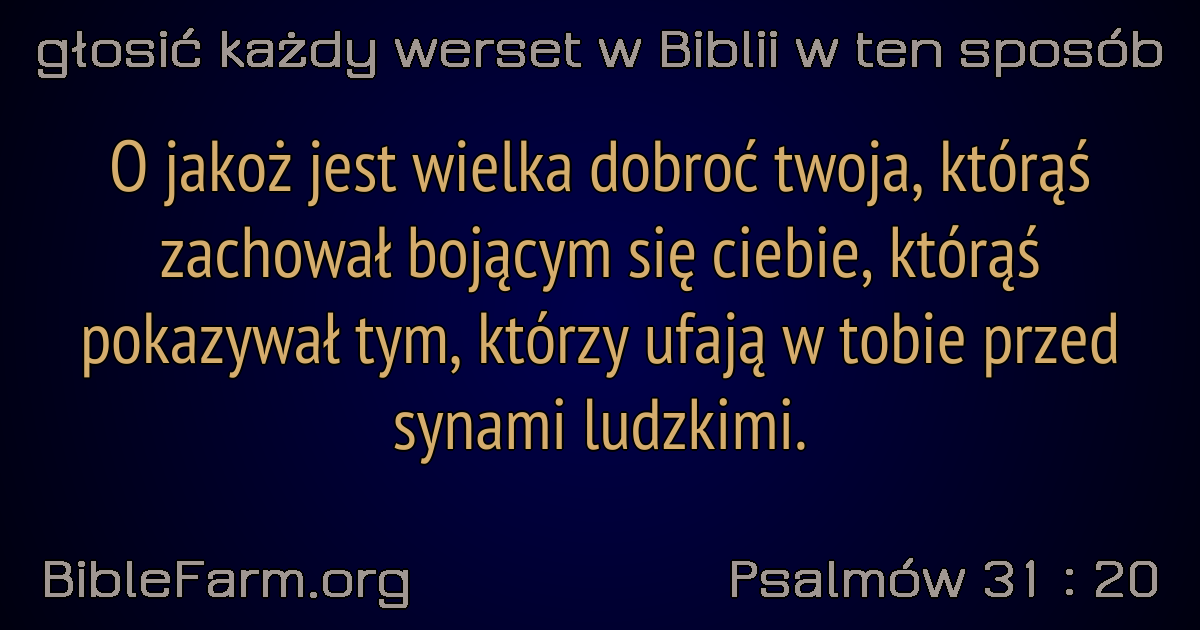 głosić każdy werset w Biblii w ten sposób
O jakoż jest wielka dobroć twoja, którąś
zachował bojącym się ciebie, którąś
pokazywał tym, którzy ufają w tobie przed
synami ludzkimi.
BibleFarm.org
Psalmów 31 : 20